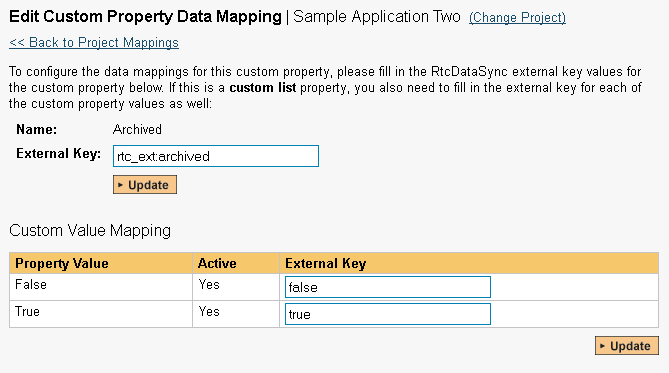 Edit Custom Property Data Mapping | Sample Application Two (Change Project)
<< Back to Project Mappings
To configure the data mappings for this custom property, please fill in the RtcDataSync external key values for
the custom property below. If this is a custom list property, you also need to fill in the external key for each of
the custom property values as well:
Name: Archived
External Key: rtc_ext:archived
Update
Custom Value Mapping
Property Value Active External Key
False Yes false
True Yes true
Update